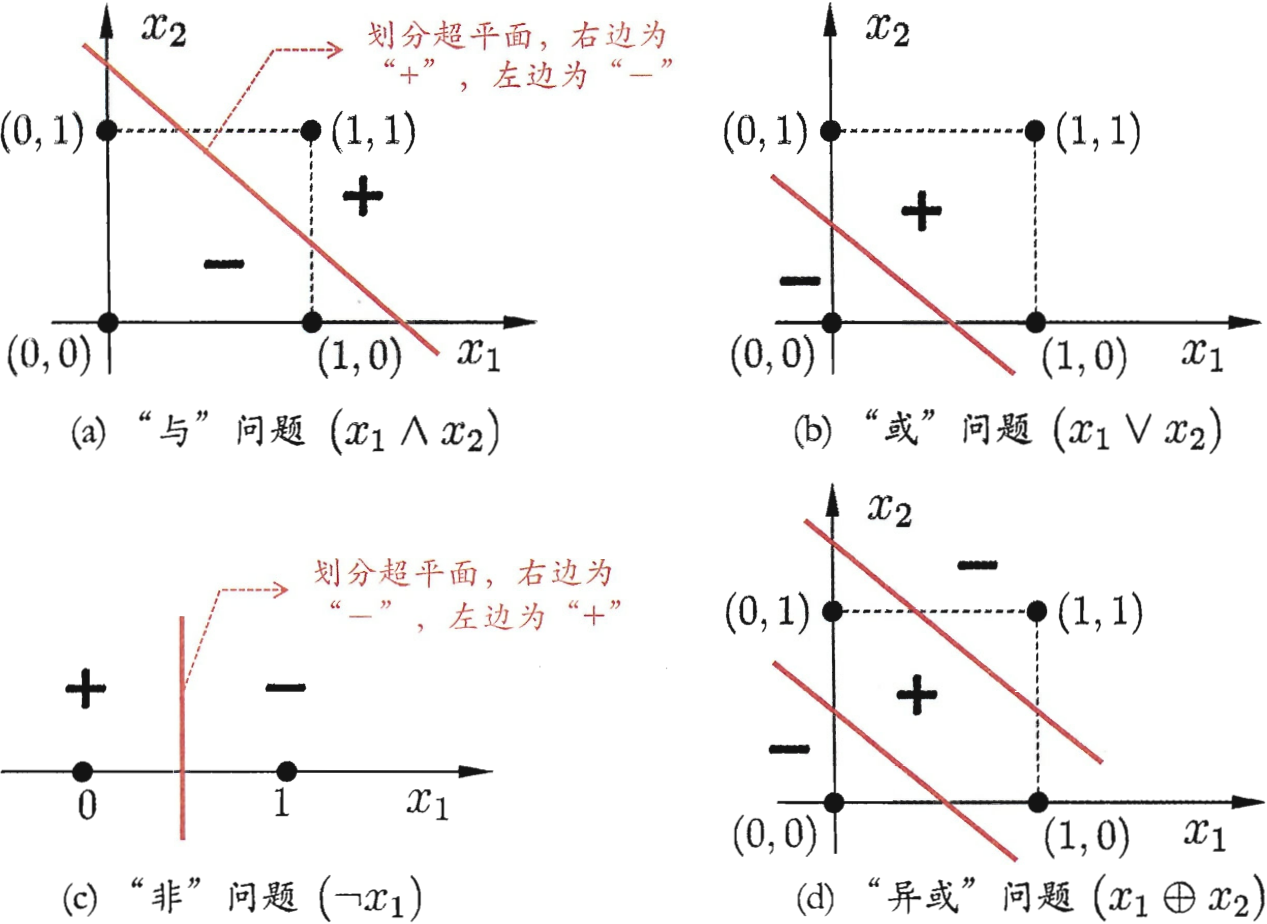 x₂
划分超平面，右边为
“+”，左边为“−”
(0, 1)
(1, 1)
+
−
(0, 0)
(1, 0)
x₁
(a) “与” 问题 (x₁ ∧ x₂)
x₂
(0, 1)
(1, 1)
+
−
(0, 0)
(1, 0)
x₁
(b) “或” 问题 (x₁ ∨ x₂)
划分超平面，右边为
“−”，左边为“+”
+
−
0
1
x₁
(c) “非” 问题 (¬x₁)
x₂
−
(0, 1)
(1, 1)
+
−
(0, 0)
(1, 0)
x₁
(d) “异或” 问题 (x₁ ⊕ x₂)